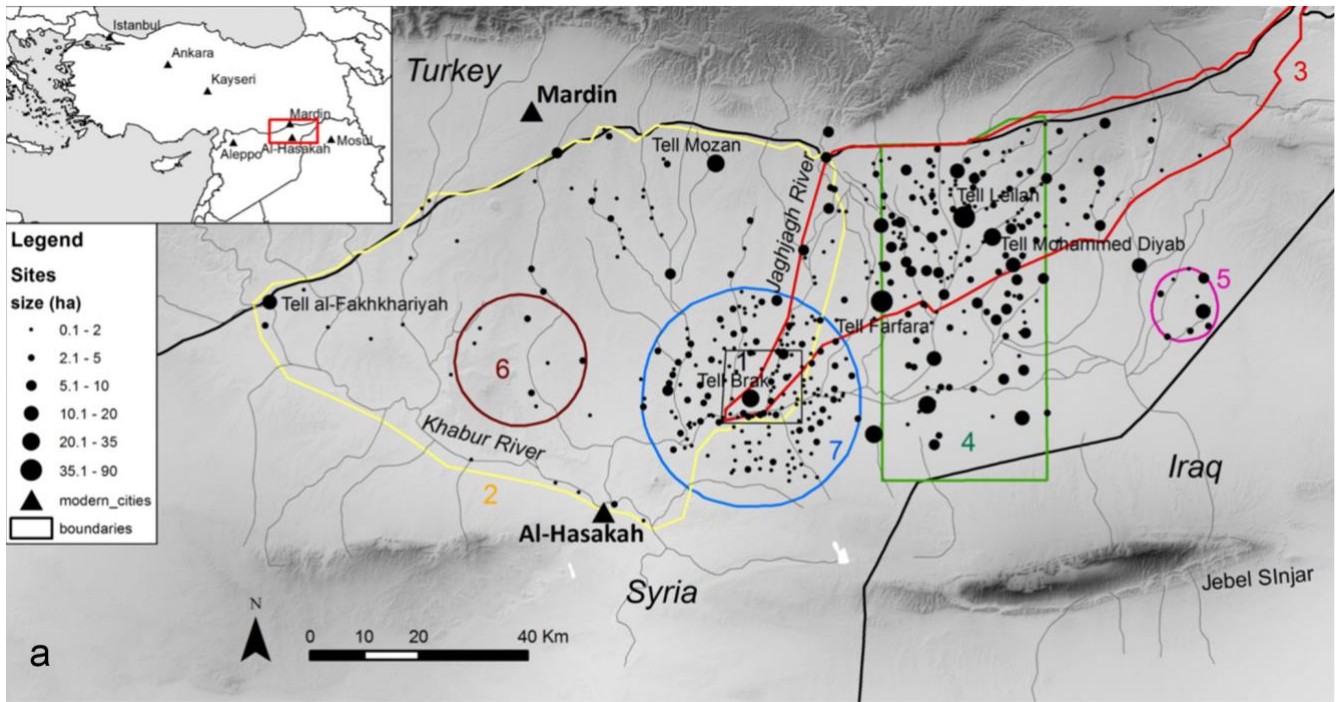 Istanbul
Ankara
Kayseri
Mardin
Aleppo
Al-Hasakah
Mosul
Turkey
Mardin
3
Tell Mozan
Jaghjagh River
Tell Leilan
Tell Mohammed Diyab
5
Legend
Sites
size (ha)
0.1 - 2
2.1 - 5
5.1 - 10
10.1 - 20
20.1 - 35
35.1 - 90
modern_cities
boundaries
Tell al-Fakhkhariyah
Tell Farfara
1
6
Tell Brak
Khabur River
7
4
2
Iraq
Al-Hasakah
Syria
Jebel SInjar
N
0 10 20 40 Km
a